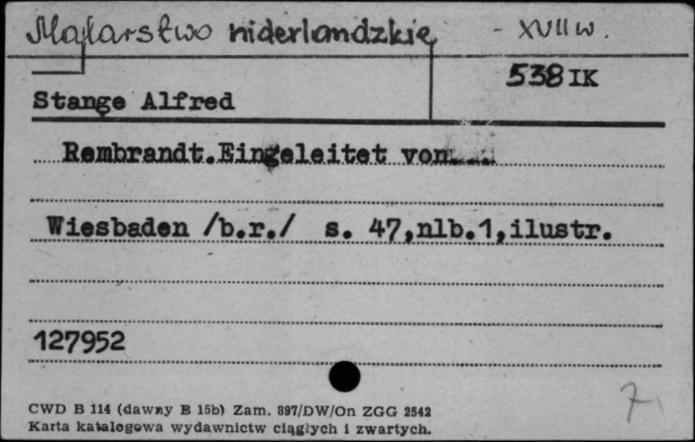 Malarstwo niderlandzkie - XVII w.
538 IK
Stange Alfred
Rembrandt.Eingeleitet von....
Wiesbaden /b.r./ s. 47,nlb.1,ilustr.
127952
7
CWD B 114 (dawny B 15b) Zam. 897/DW/On ZGG 2542
Karta katalogowa wydawnictw ciągłych i zwartych.